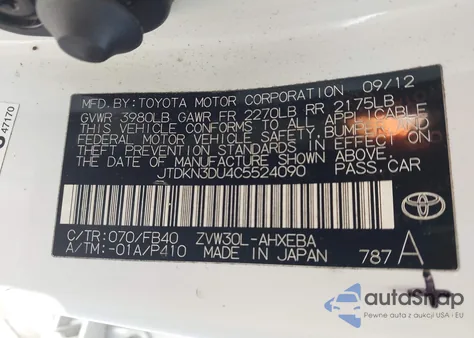 MFD. BY: TOYOTA MOTOR CORPORATION 09/12
GVWR 3980LB GAWR FR 2270LB RR 2175LB
THIS VEHICLE CONFORMS TO ALL APPLICABLE
FEDERAL MOTOR VEHICLE SAFETY, BUMPER AND
THEFT PREVENTION STANDARDS IN EFFECT ON
THE DATE OF MANUFACTURE SHOWN ABOVE.
JTDKN3DU4C5524090 PASS. CAR
C/TR: 070/FB40 ZVW30L-AHXEBA
A/TM: -01A/P410 MADE IN JAPAN 787 A
TOYOTA
47170
autoSnap
Pewne auta z aukcji USA · EU